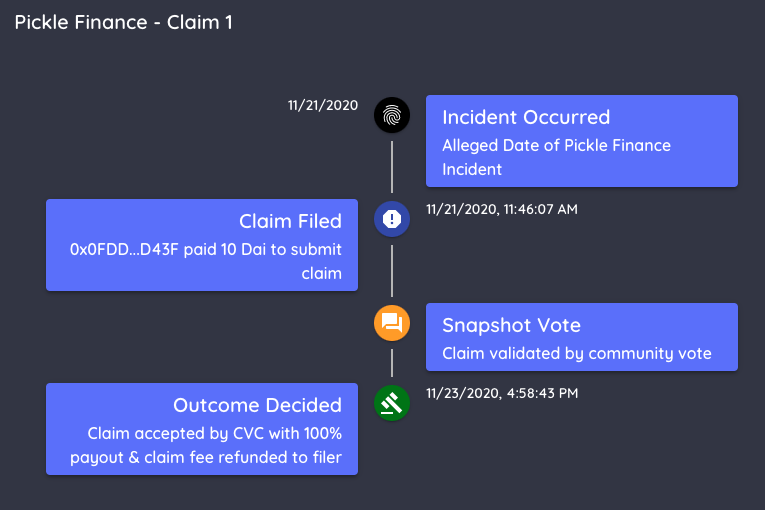 Pickle Finance - Claim 1
11/21/2020
Incident Occurred
Alleged Date of Pickle Finance
Incident
Claim Filed
0x0FDD...D43F paid 10 Dai to submit
claim
11/21/2020, 11:46:07 AM
Snapshot Vote
Claim validated by community vote
Outcome Decided
Claim accepted by CVC with 100%
payout & claim fee refunded to filer
11/23/2020, 4:58:43 PM